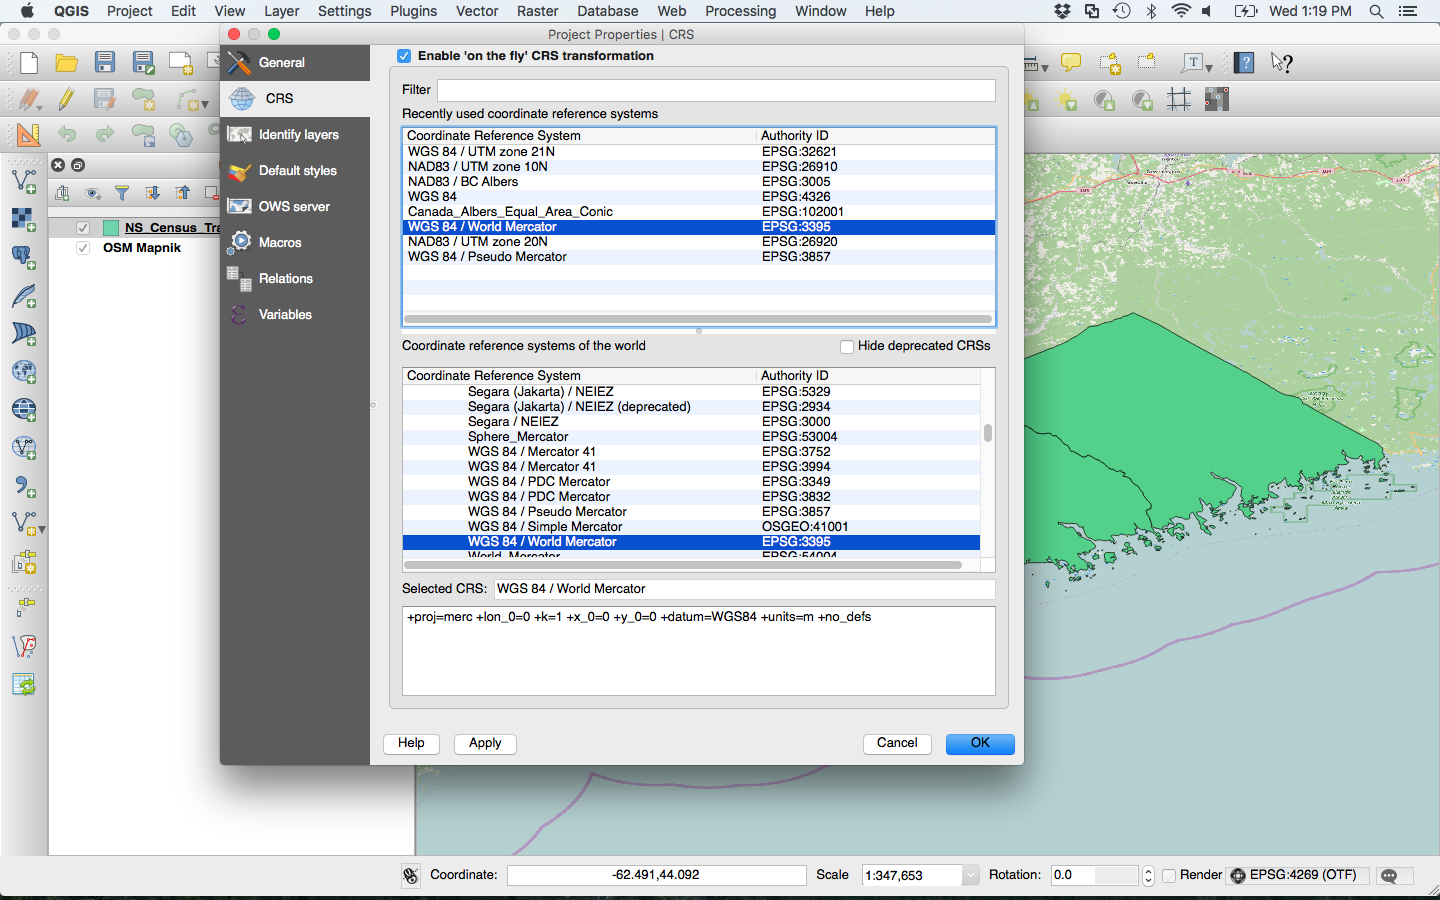 QGIS Project Edit View Layer Settings Plugins Vector Raster Database Web Processing Window Help Wed 1:19 PM
Project Properties | CRS
General
CRS
Identify layers
Default styles
OWS server
Macros
Relations
Variables
NS_Census_Tra
OSM Mapnik
Enable 'on the fly' CRS transformation
Filter
Recently used coordinate reference systems
Coordinate Reference System Authority ID
WGS 84 / UTM zone 21N EPSG:32621
NAD83 / UTM zone 10N EPSG:26910
NAD83 / BC Albers EPSG:3005
WGS 84 EPSG:4326
Canada_Albers_Equal_Area_Conic EPSG:102001
WGS 84 / World Mercator EPSG:3395
NAD83 / UTM zone 20N EPSG:26920
WGS 84 / Pseudo Mercator EPSG:3857
Coordinate reference systems of the world Hide deprecated CRSs
Coordinate Reference System Authority ID
Segara (Jakarta) / NEIEZ EPSG:5329
Segara (Jakarta) / NEIEZ (deprecated) EPSG:2934
Segara / NEIEZ EPSG:3000
Sphere_Mercator EPSG:53004
WGS 84 / Mercator 41 EPSG:3752
WGS 84 / Mercator 41 EPSG:3994
WGS 84 / PDC Mercator EPSG:3349
WGS 84 / PDC Mercator EPSG:3832
WGS 84 / Pseudo Mercator EPSG:3857
WGS 84 / Simple Mercator OSGEO:41001
WGS 84 / World Mercator EPSG:3395
World_Mercator EPSG:54004
Selected CRS: WGS 84 / World Mercator
+proj=merc +lon_0=0 +k=1 +x_0=0 +y_0=0 +datum=WGS84 +units=m +no_defs
Help Apply Cancel OK
104 104 104
Coordinate: -62.491,44.092 Scale 1:347,653 Rotation: 0.0 Render EPSG:4269 (OTF)